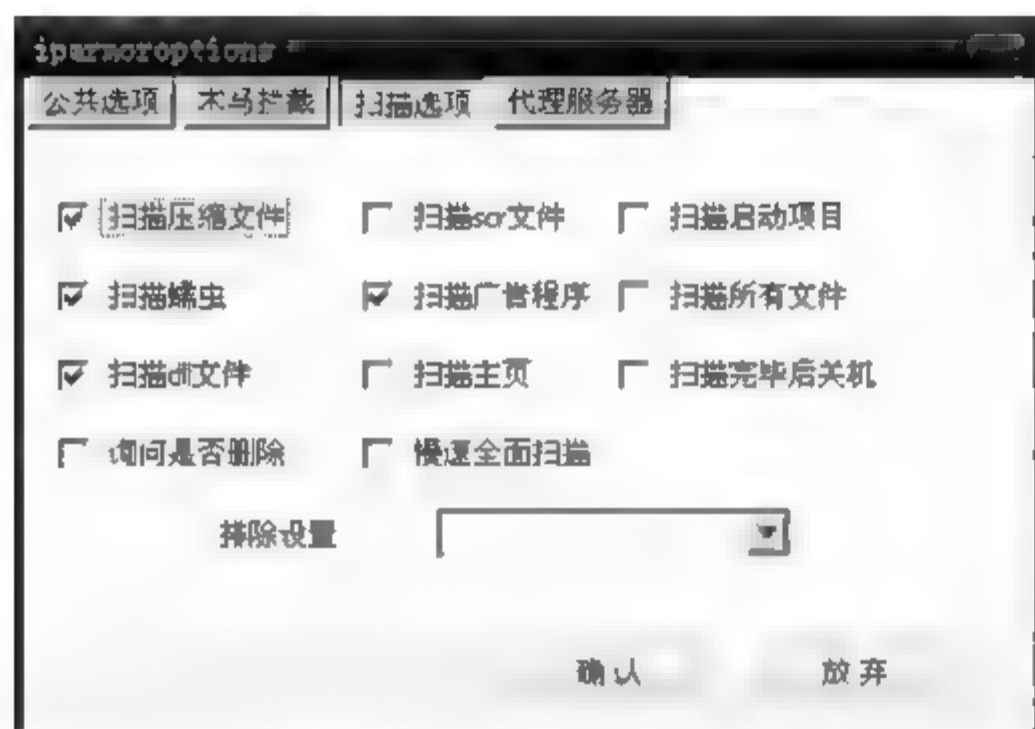 iparmoroptions
公共选项 木马拦截 扫描选项 代理服务器
扫描压缩文件 扫描scr文件 扫描启动项目
扫描蠕虫 扫描广告程序 扫描所有文件
扫描dll文件 扫描主页 扫描完毕后关机
询问是否删除 慢速全面扫描
排除设置
确认 放弃